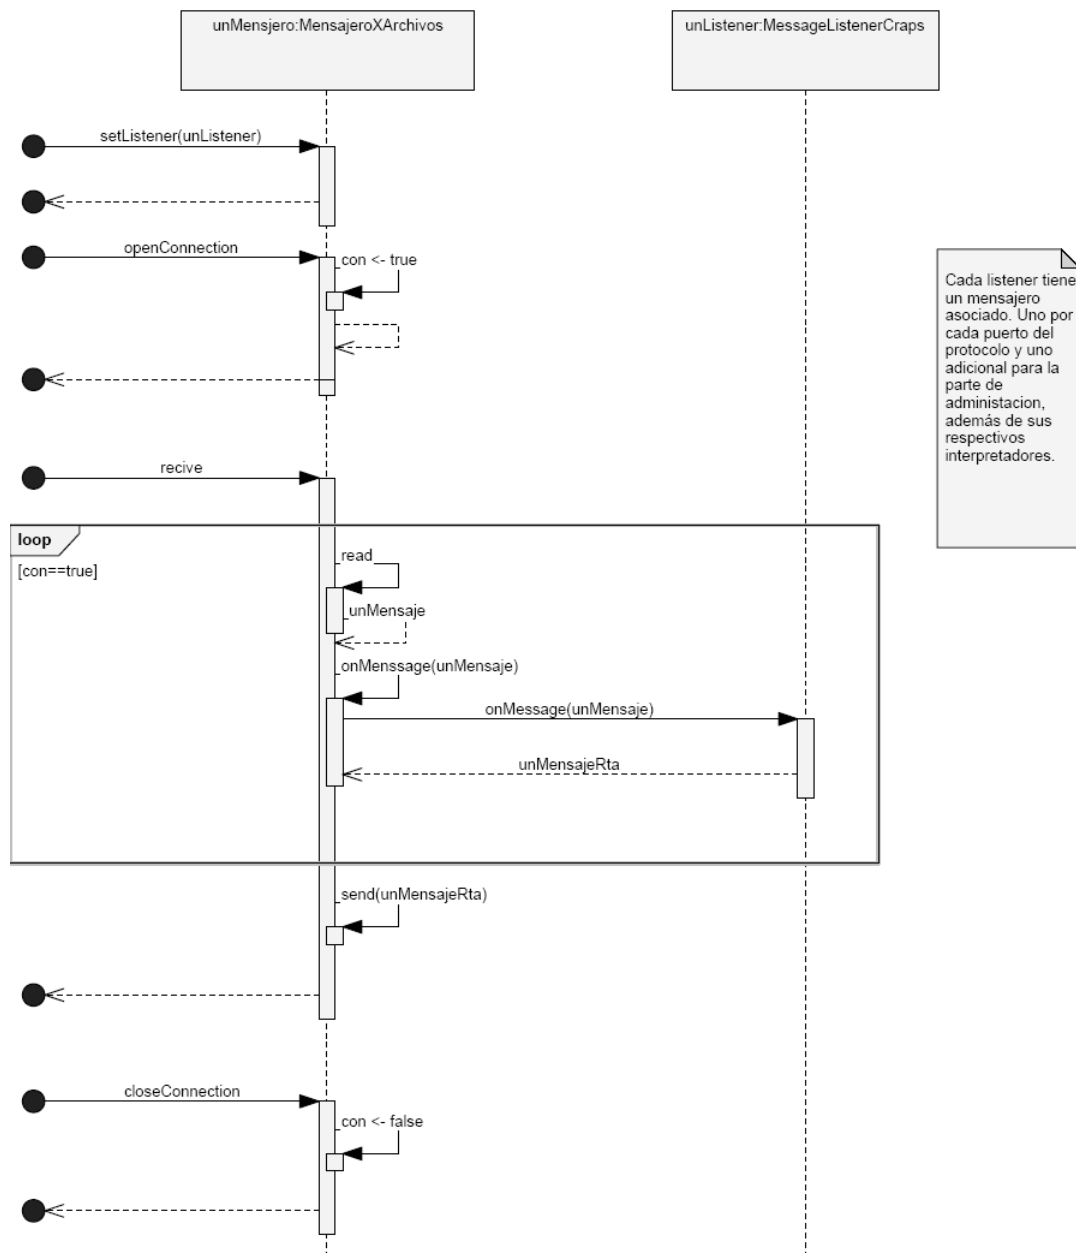 unMensjero:MensajeroXArchivos
unListener:MessageListenerCraps
setListener(unListener)
openConnection
con <- true
Cada listener tiene
un mensajero
asociado. Uno por
cada puerto del
protocolo y uno
adicional para la
parte de
administacion,
además de sus
respectivos
interpretadores.
recive
loop
[con==true]
read
unMensaje
onMenssage(unMensaje)
onMessage(unMensaje)
unMensajeRta
send(unMensajeRta)
closeConnection
con <- false